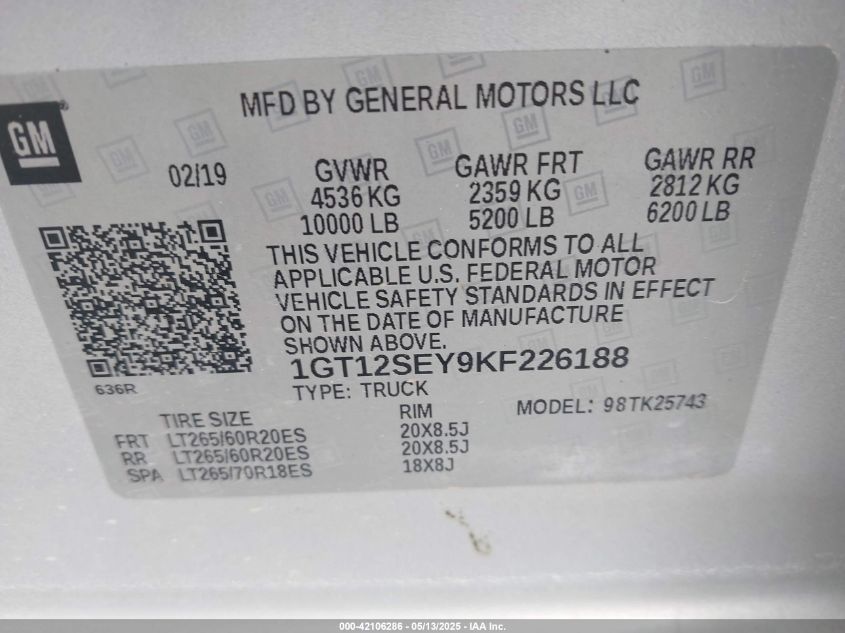 MFD BY GENERAL MOTORS LLC
GM
02/19
GVWR
4536 KG
10000 LB
GAWR FRT
2359 KG
5200 LB
GAWR RR
2812 KG
6200 LB
THIS VEHICLE CONFORMS TO ALL
APPLICABLE U.S. FEDERAL MOTOR
VEHICLE SAFETY STANDARDS IN EFFECT
ON THE DATE OF MANUFACTURE
SHOWN ABOVE.
1GT12SEY9KF226188
636R
TYPE: TRUCK
MODEL: 98TK25743
TIRE SIZE RIM
FRT LT265/60R20ES 20X8.5J
RR LT265/60R20ES 20X8.5J
SPA LT265/70R18ES 18X8J
000-42106286 - 05/13/2025 - IAA Inc.